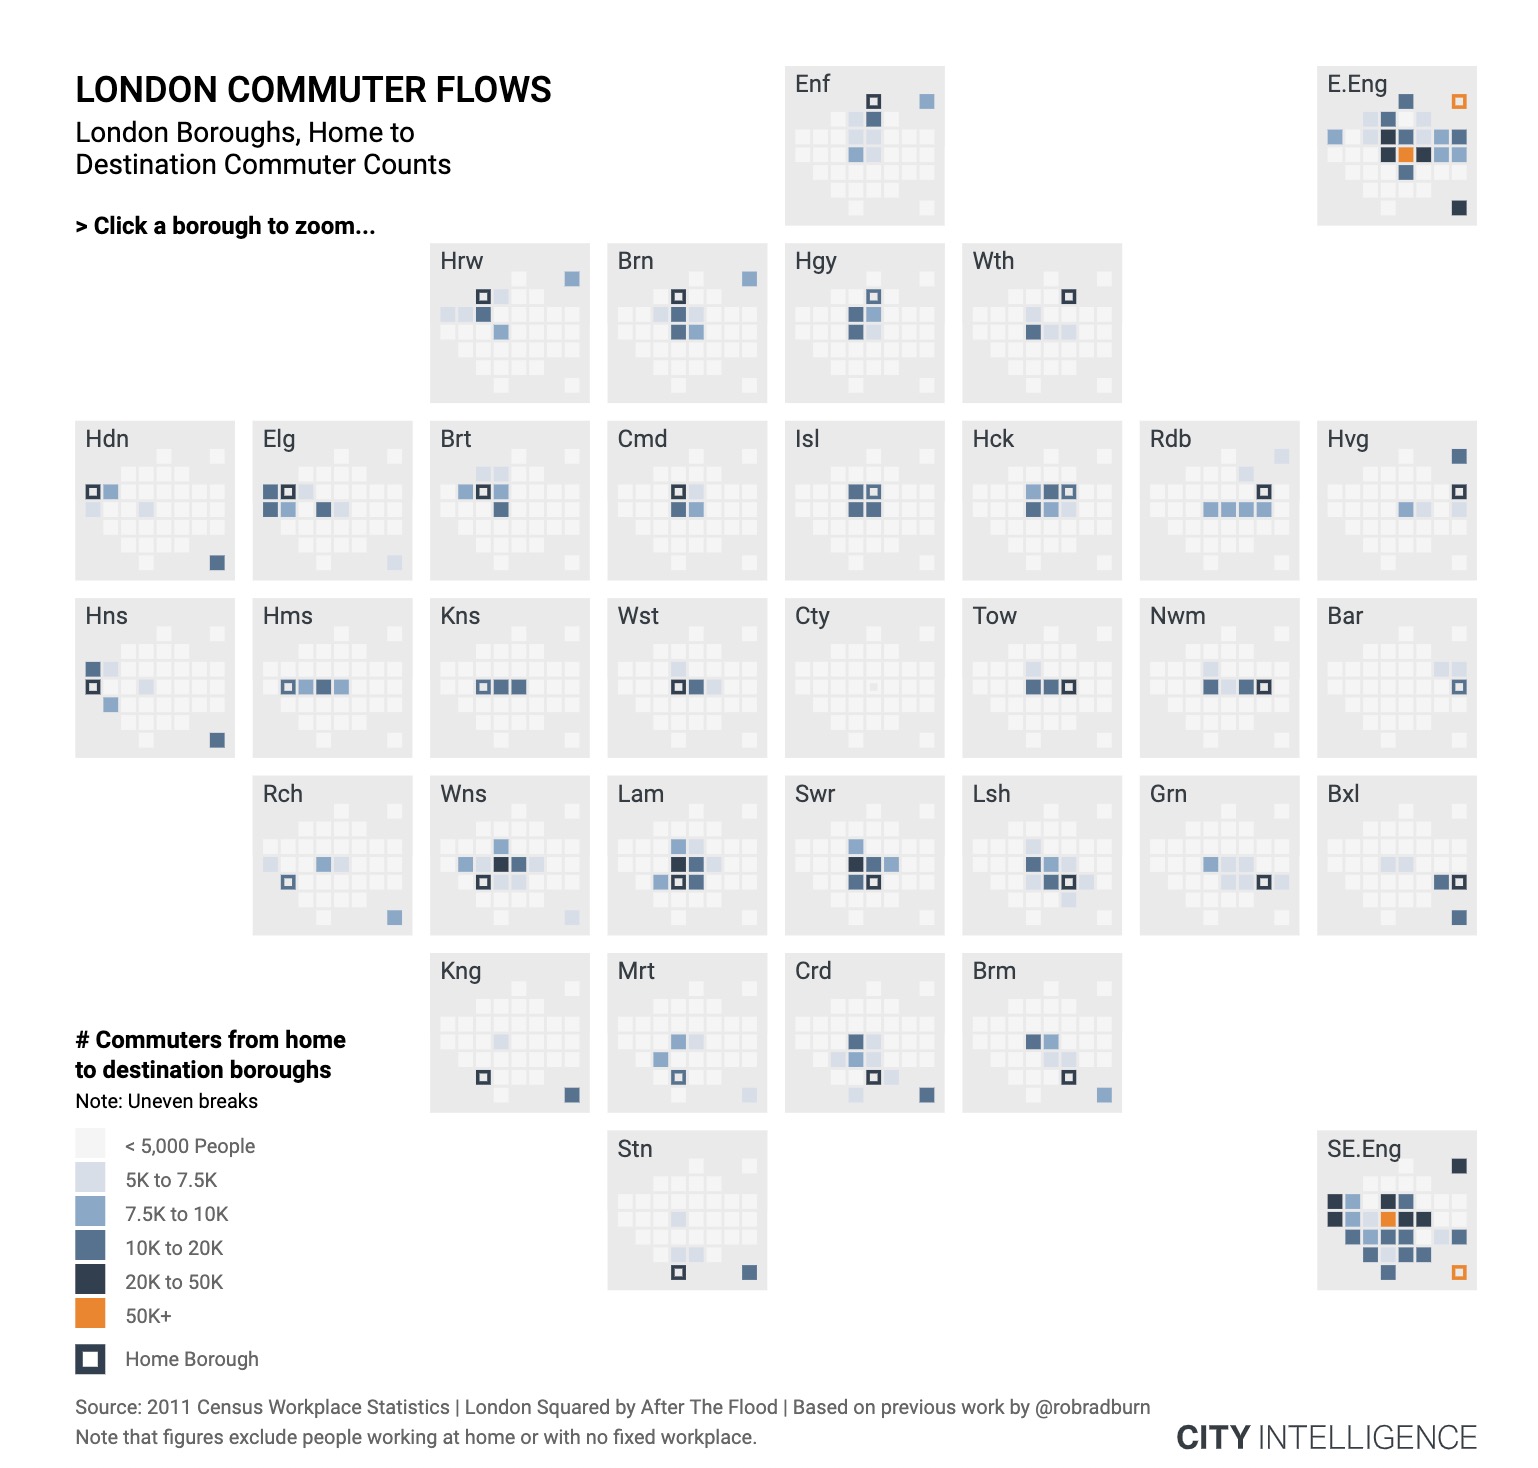 LONDON COMMUTER FLOWS
London Boroughs, Home to
Destination Commuter Counts
> Click a borough to zoom...
Enf
E.Eng
Hrw
Brn
Hgy
Wth
Hdn
Elg
Brt
Cmd
Isl
Hck
Rdb
Hvg
Hns
Hms
Kns
Wst
Cty
Tow
Nwm
Bar
Rch
Wns
Lam
Swr
Lsh
Grn
Bxl
Kng
Mrt
Crd
Brm
Stn
SE.Eng
# Commuters from home
to destination boroughs
Note: Uneven breaks
< 5,000 People
5K to 7.5K
7.5K to 10K
10K to 20K
20K to 50K
50K+
Home Borough
Source: 2011 Census Workplace Statistics | London Squared by After The Flood | Based on previous work by @robradburn
Note that figures exclude people working at home or with no fixed workplace.
CITY INTELLIGENCE